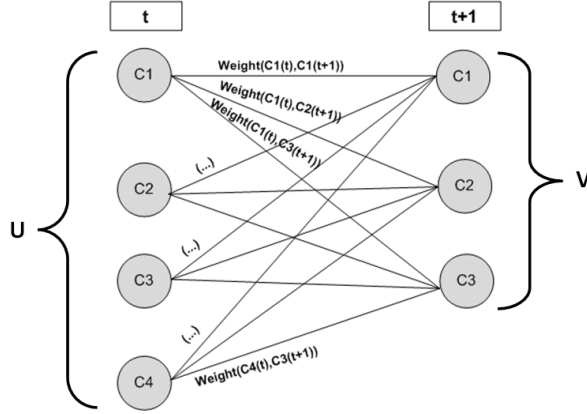 t
t+1
C1
Weight(C1(t),C1(t+1))
C1
Weight(C1(t),C2(t+1))
Weight(C1(t),C3(t+1))
(...)
C2
C2
U
V
(...)
C3
C3
(...)
C4
Weight(C4(t),C3(t+1))